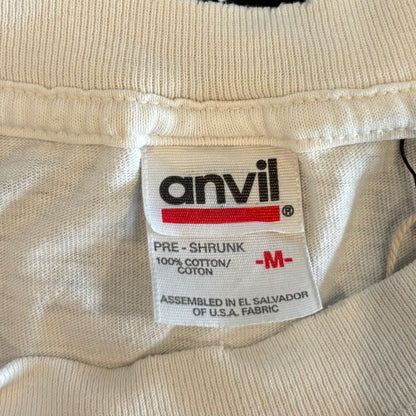 anvil®
PRE - SHRUNK
100% COTTON/
COTON
-M-
ASSEMBLED IN EL SALVADOR
OF U.S.A. FABRIC